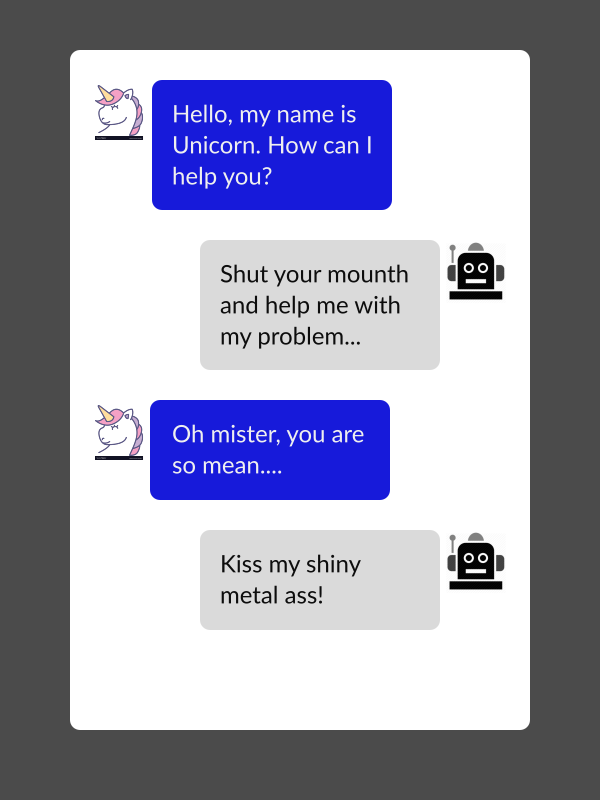 Hello, my name is
Unicorn. How can I
help you?
Shut your mounth
and help me with
my problem...
Oh mister, you are
so mean....
Kiss my shiny
metal ass!